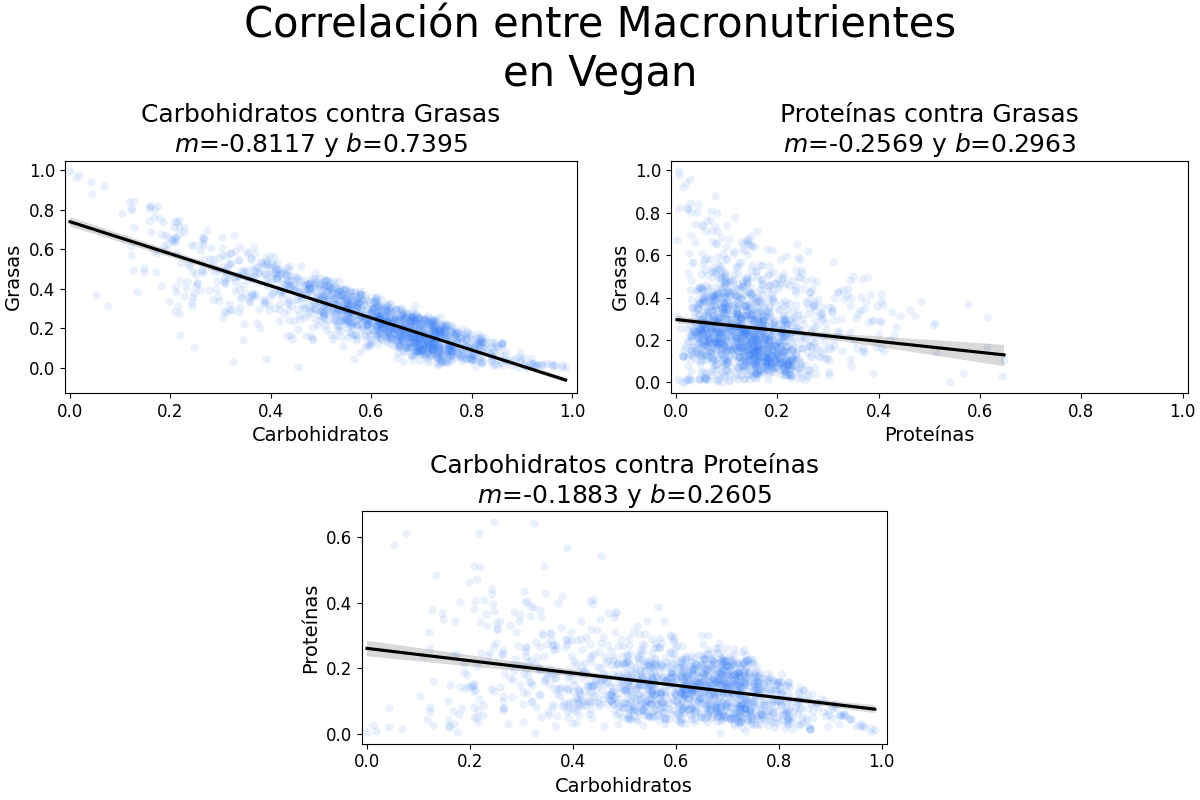 Correlación entre Macronutrientes
en Vegan
Carbohidratos contra Grasas
m=-0.8117 y b=0.7395
Grasas
1.0
0.8
0.6
0.4
0.2
0.0
0.0 0.2 0.4 0.6 0.8 1.0
Carbohidratos
Proteínas contra Grasas
m=-0.2569 y b=0.2963
Grasas
1.0
0.8
0.6
0.4
0.2
0.0
0.0 0.2 0.4 0.6 0.8 1.0
Proteínas
Carbohidratos contra Proteínas
m=-0.1883 y b=0.2605
Proteínas
0.6
0.4
0.2
0.0
0.0 0.2 0.4 0.6 0.8 1.0
Carbohidratos